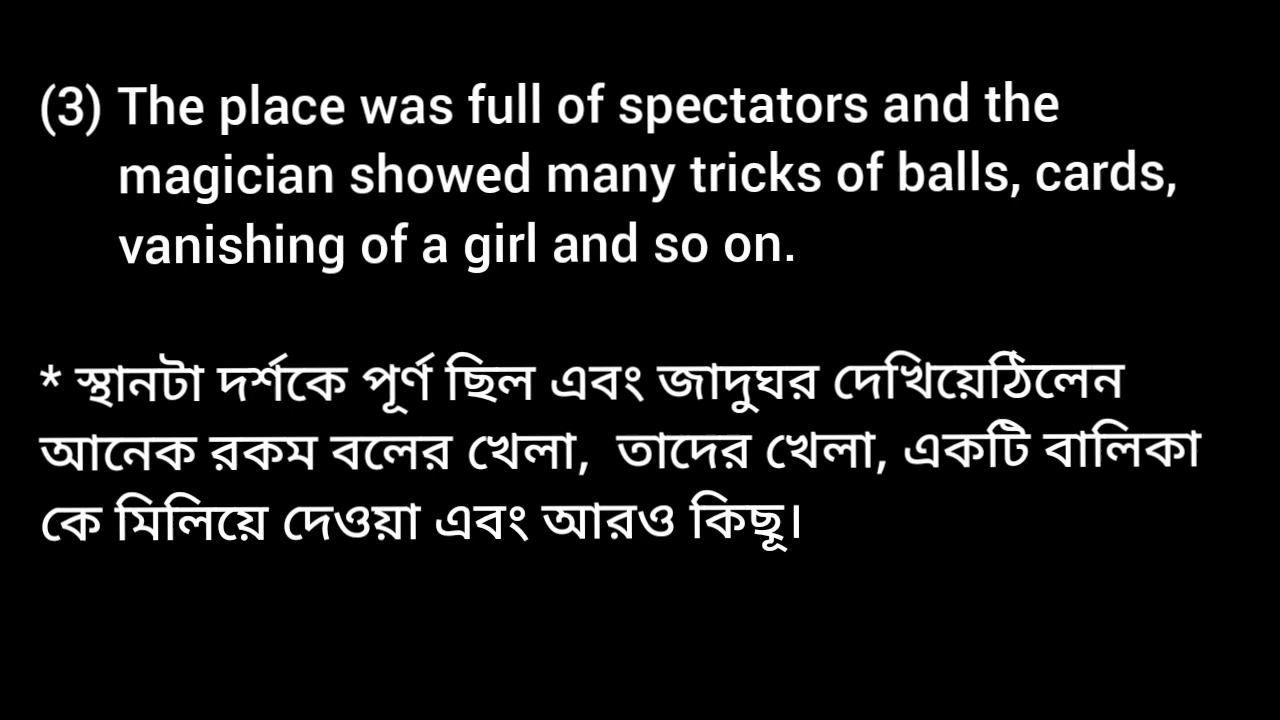 (3) The place was full of spectators and the
magician showed many tricks of balls, cards,
vanishing of a girl and so on.
* স্থানটা দর্শকে পূর্ণ ছিল এবং জাদুঘর দেখিয়েঠিলেন
আনেক রকম বলের খেলা, তাদের খেলা, একটি বালিকা
কে মিলিয়ে দেওয়া এবং আরও কিছূ।